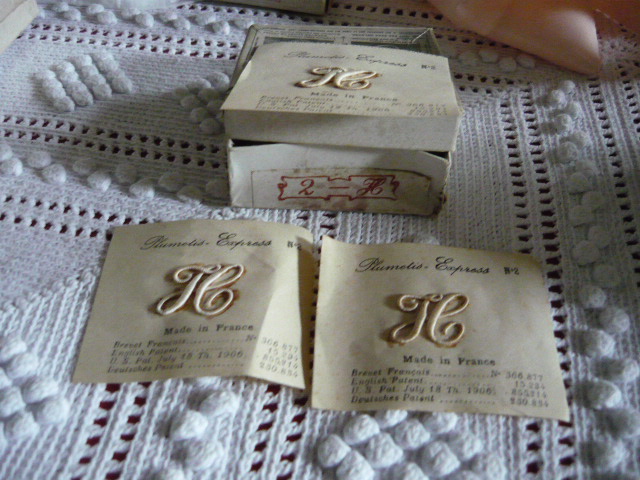 Plumetis-Express N° 2
H
Made in France
2 — H
Plumetis-Express
H
Made in France
Brevet Français............N° 366.877
English Patent............15.234
U.S. Pat. July 18 Th. 1906.
Deutsches Patent
Plumetis-Express N° 2
H
Made in France
Brevet Français............N° 366.877
English Patent............15.234
U.S. Pat. July 18 Th. 1906.
Deutsches Patent